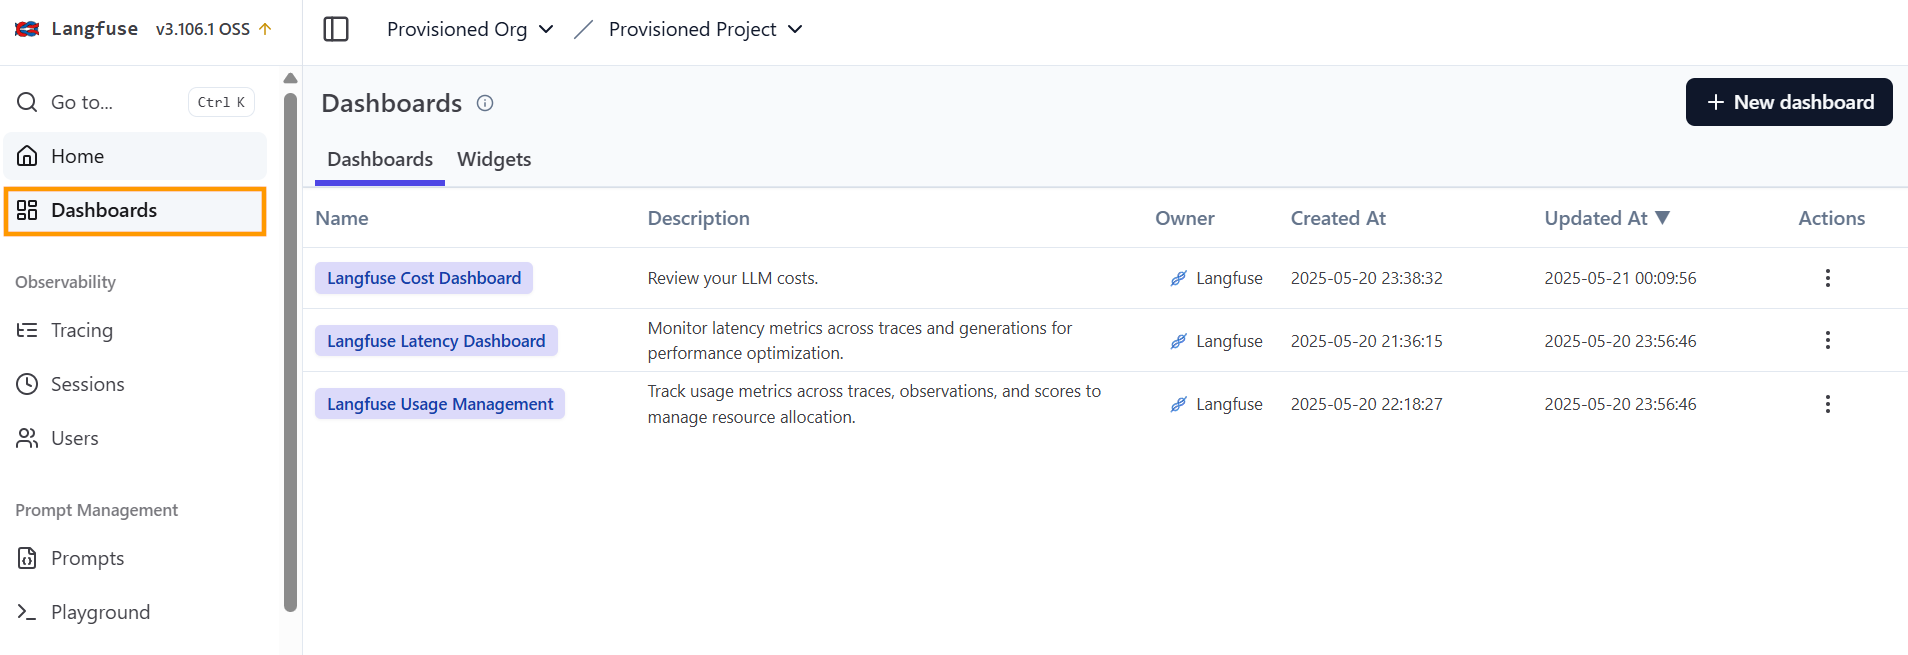 Langfuse v3.106.1 OSS
Provisioned Org
Provisioned Project
Go to...
Ctrl K
Home
Dashboards
Observability
Tracing
Sessions
Users
Prompt Management
Prompts
Playground
Dashboards
New dashboard
Dashboards Widgets
Name Description Owner Created At Updated At ▼ Actions
Langfuse Cost Dashboard Review your LLM costs. Langfuse 2025-05-20 23:38:32 2025-05-21 00:09:56
Langfuse Latency Dashboard Monitor latency metrics across traces and generations for
performance optimization. Langfuse 2025-05-20 21:36:15 2025-05-20 23:56:46
Langfuse Usage Management Track usage metrics across traces, observations, and scores to
manage resource allocation. Langfuse 2025-05-20 22:18:27 2025-05-20 23:56:46